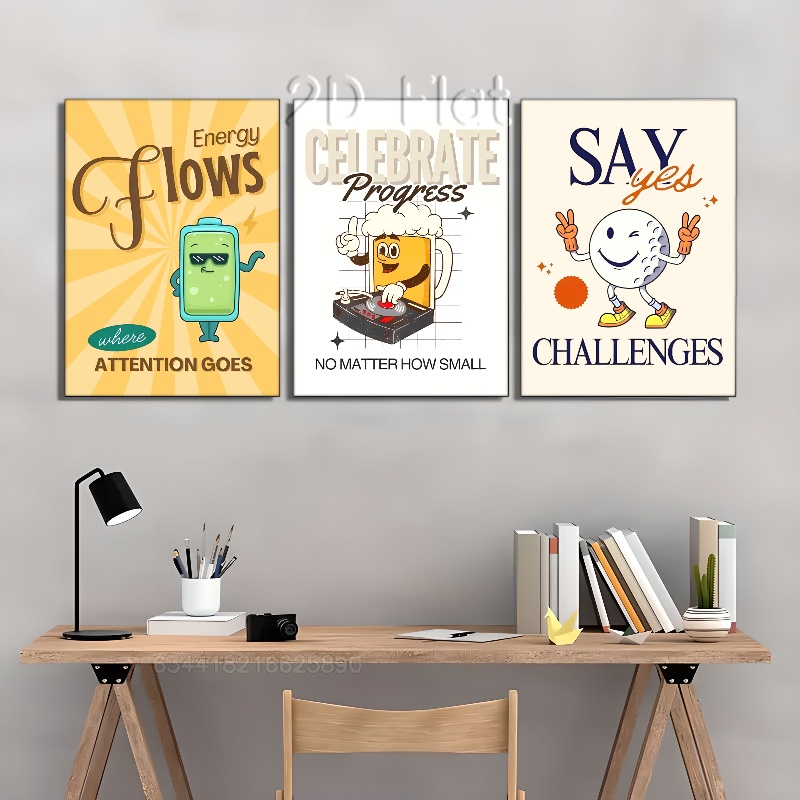 2D Flat
Energy
Flows
where
ATTENTION GOES
CELEBRATE
Progress
NO MATTER HOW SMALL
SAY
yes
CHALLENGES
634418216625890